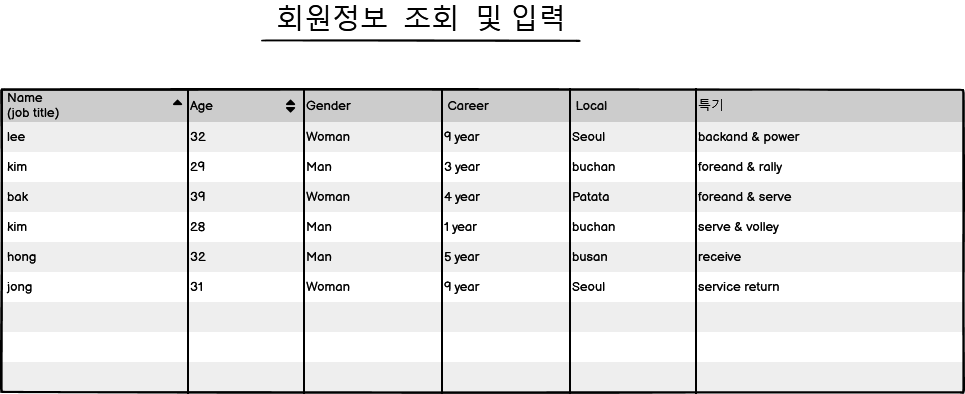 회원정보 조회 및 입력
Name
(job title) Age Gender Career Local 특기
lee 32 Woman 9 year Seoul backand & power
kim 29 Man 3 year buchan foreand & rally
bak 39 Woman 4 year Patata foreand & serve
kim 28 Man 1 year buchan serve & volley
hong 32 Man 5 year busan receive
jong 31 Woman 9 year Seoul service return